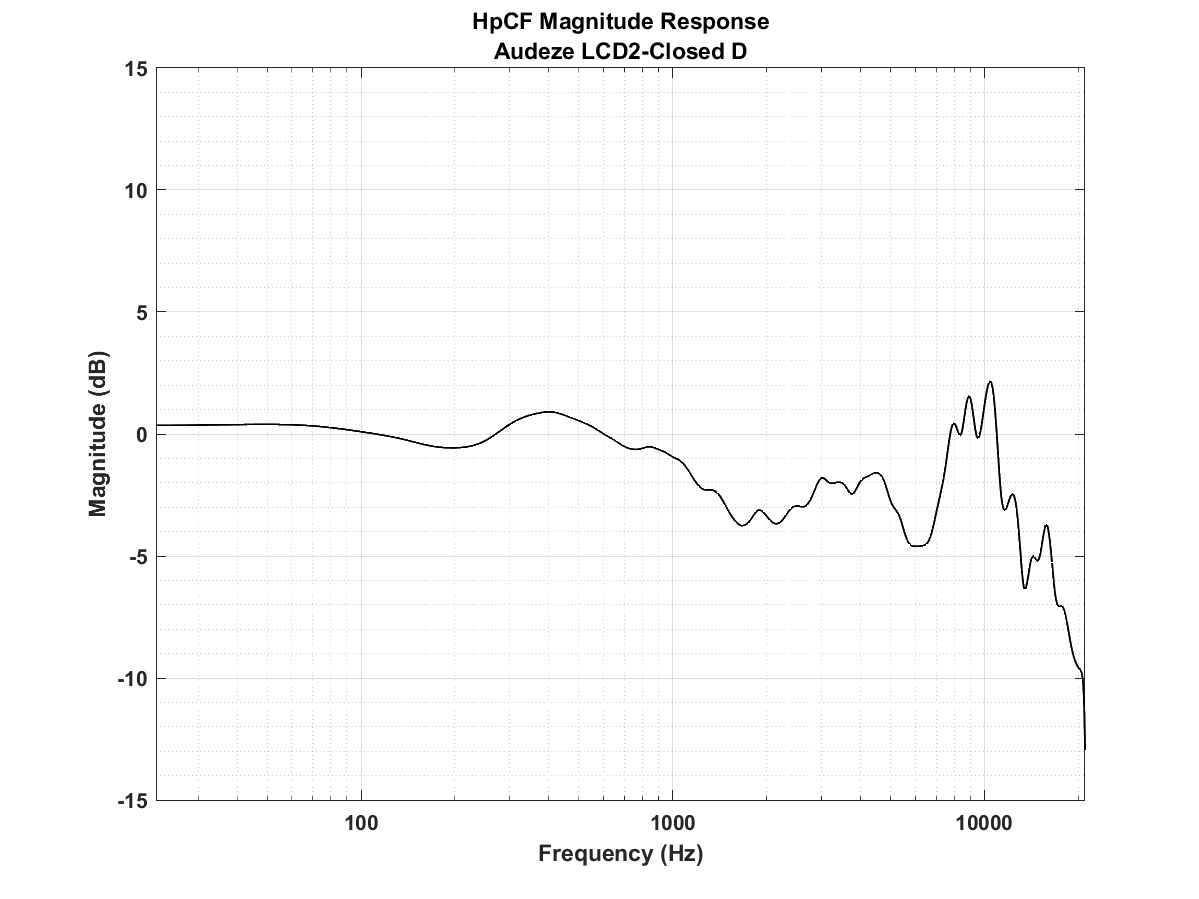 HpCF Magnitude Response
Audeze LCD2-Closed D
15
10
5
0
-5
-10
-15
Magnitude (dB)
100
1000
10000
Frequency (Hz)